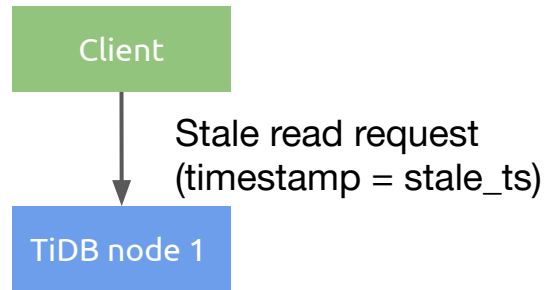 Client
Stale read request
(timestamp = stale_ts)
TiDB node 1